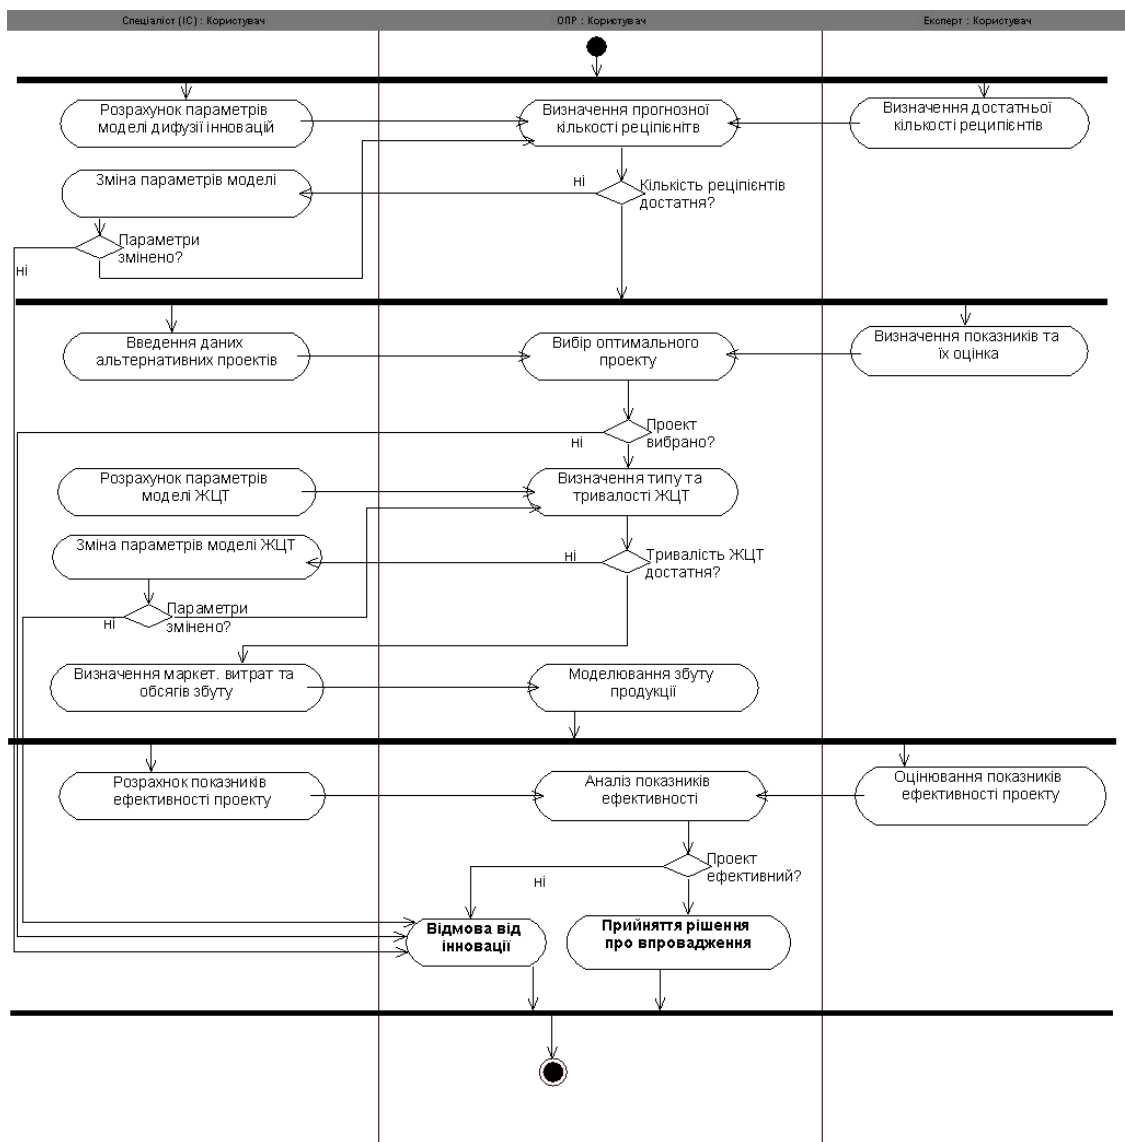 Спеціаліст (ІС) : Користувач
ОПР : Користувач
Експерт : Користувач
Розрахунок параметрів
моделі дифузії інновацій
Визначення прогнозної
кількості реціпієнітв
Визначення достатньої
кількості реципієнтів
Зміна параметрів моделі
ні
Кількість реціпієнтів
достатня?
Параметри
змінено?
ні
Введення даних
альтернативних проектів
Вибір оптимального
проекту
Визначення показників та
їх оцінка
ні
Проект
вибрано?
Розрахунок параметрів
моделі ЖЦТ
Визначення типу та
тривалості ЖЦТ
Зміна параметрів моделі ЖЦТ
ні
Тривалість ЖЦТ
достатня?
ні
Параметри
змінено?
Визначення маркет. витрат та
обсягів збуту
Моделювання збуту
продукції
Розрахнок показників
ефективності проекту
Аналіз показників
ефективності
Оцінювання показників
ефективності проекту
ні
Проект
ефективний?
Відмова від
інновації
Прийняття рішення
про впровадження